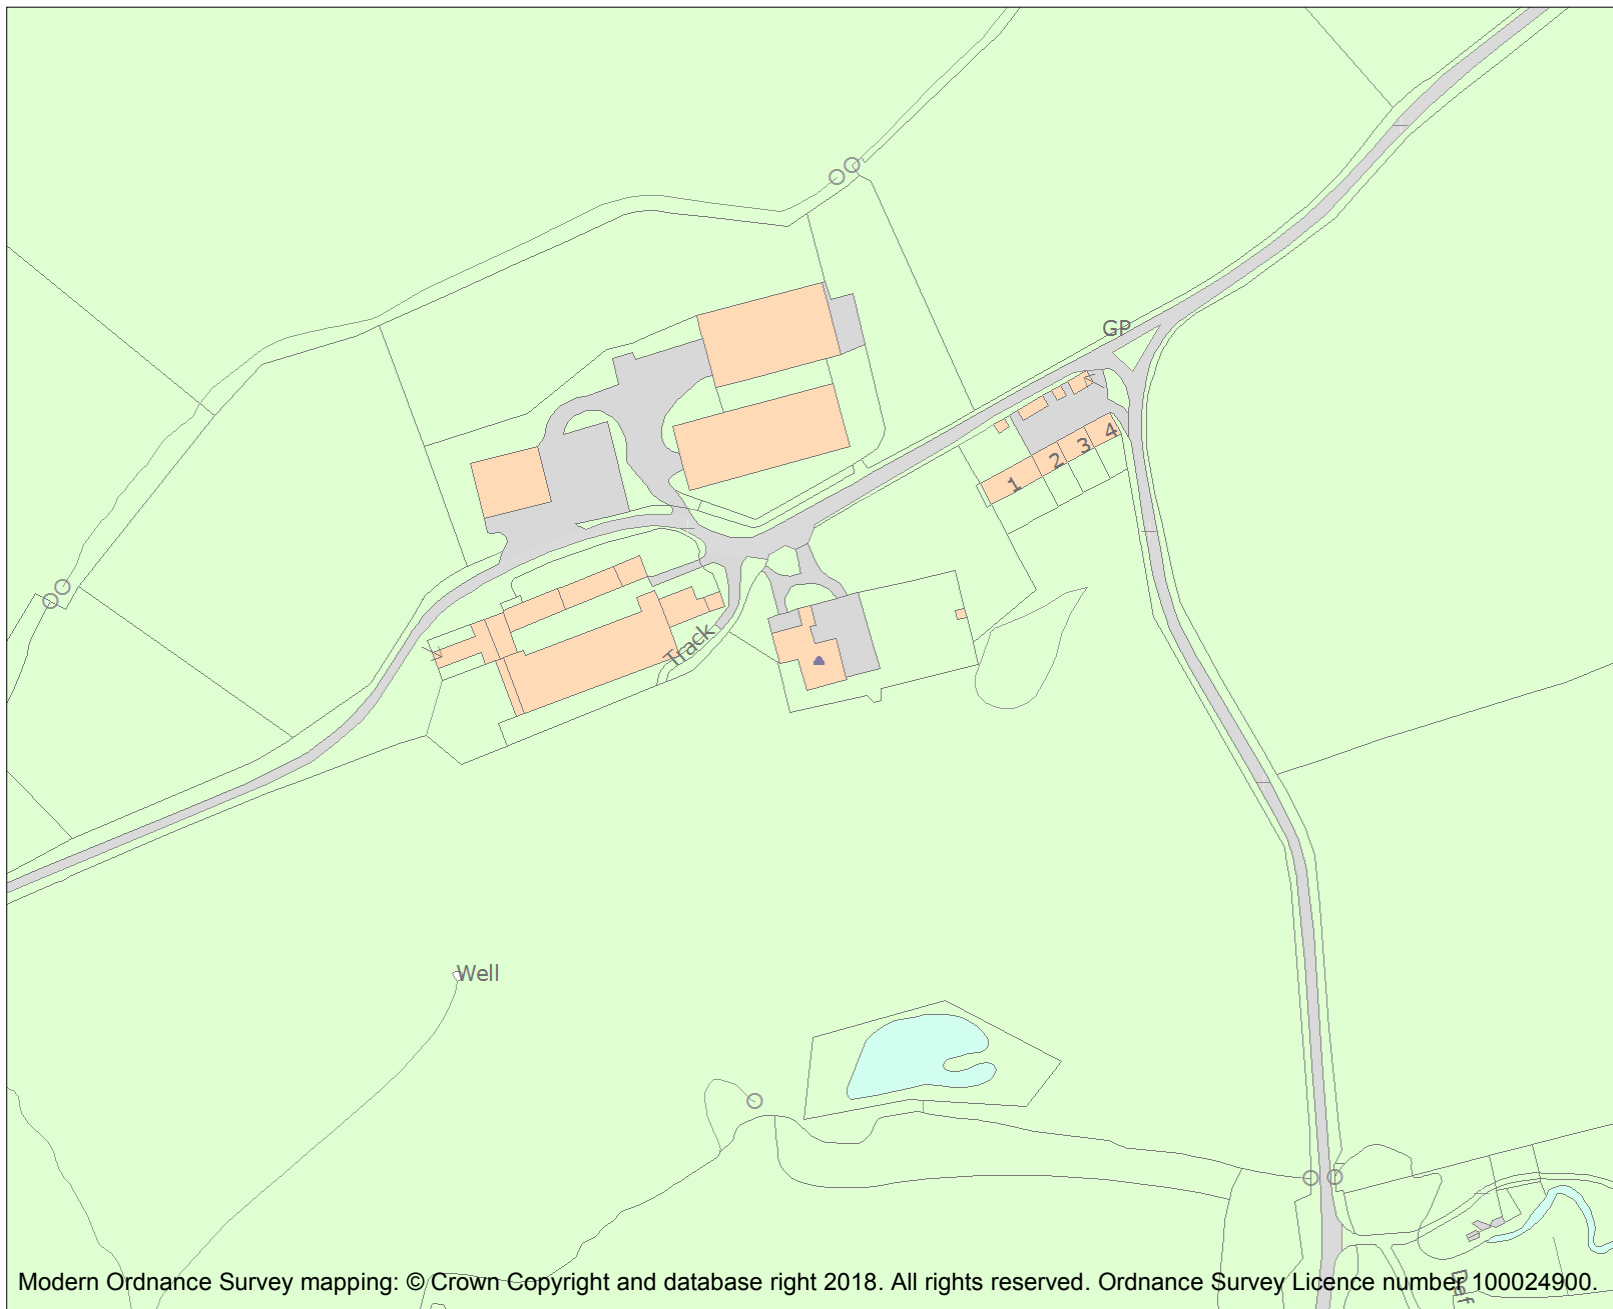 GP
1
2
3
4
Track
Well
Def
Modern Ordnance Survey mapping: © Crown Copyright and database right 2018. All rights reserved. Ordnance Survey Licence number 100024900.